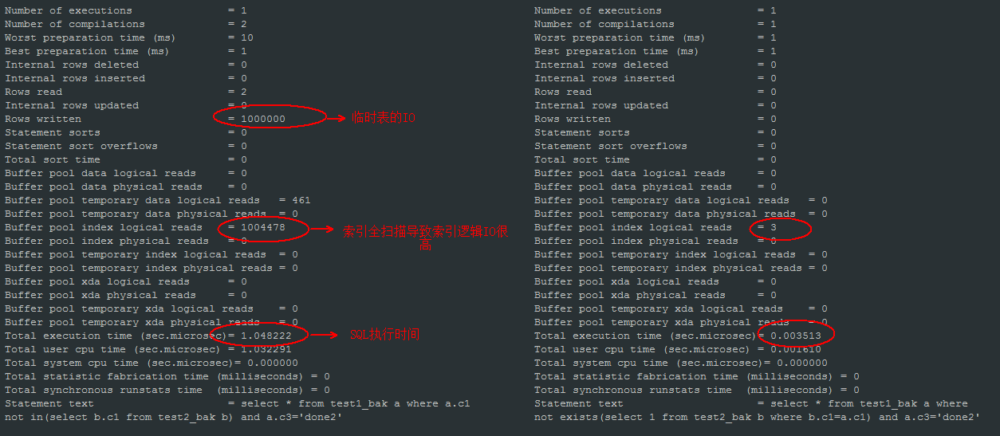 Number of executions = 1
Number of compilations = 2
Worst preparation time (ms) = 10
Best preparation time (ms) = 1
Internal rows deleted = 0
Internal rows inserted = 0
Rows read = 2
Internal rows updated = 0
Rows written = 1000000
临时表的IO
Statement sorts = 0
Statement sort overflows = 0
Total sort time = 0
Buffer pool data logical reads = 0
Buffer pool data physical reads = 0
Buffer pool temporary data logical reads = 461
Buffer pool temporary data physical reads = 0
Buffer pool index logical reads = 1004478
索引全扫描导致索引逻辑IO很
高
Buffer pool index physical reads = 0
Buffer pool temporary index logical reads = 0
Buffer pool temporary index physical reads = 0
Buffer pool xda logical reads = 0
Buffer pool xda physical reads = 0
Buffer pool temporary xda logical reads = 0
Buffer pool temporary xda physical reads = 0
Total execution time (sec.microsec)= 1.048222
SQL执行时间
Total user cpu time (sec.microsec) = 1.032291
Total system cpu time (sec.microsec)= 0.000000
Total statistic fabrication time (milliseconds) = 0
Total synchronous runstats time (milliseconds) = 0
Statement text = select * from test1_bak a where a.c1
not in(select b.c1 from test2_bak b) and a.c3='done2'
Number of executions = 1
Number of compilations = 1
Worst preparation time (ms) = 1
Best preparation time (ms) = 1
Internal rows deleted = 0
Internal rows inserted = 0
Rows read = 0
Internal rows updated = 0
Rows written = 0
Statement sorts = 0
Statement sort overflows = 0
Total sort time = 0
Buffer pool data logical reads = 0
Buffer pool data physical reads = 0
Buffer pool temporary data logical reads = 0
Buffer pool temporary data physical reads = 0
Buffer pool index logical reads = 3
Buffer pool index physical reads = 0
Buffer pool temporary index logical reads = 0
Buffer pool temporary index physical reads = 0
Buffer pool xda logical reads = 0
Buffer pool xda physical reads = 0
Buffer pool temporary xda logical reads = 0
Buffer pool temporary xda physical reads = 0
Total execution time (sec.microsec)= 0.003513
Total user cpu time (sec.microsec) = 0.001610
Total system cpu time (sec.microsec)= 0.000000
Total statistic fabrication time (milliseconds) = 0
Total synchronous runstats time (milliseconds) = 0
Statement text = select * from test1_bak a where
not exists(select 1 from test2_bak b where b.c1=a.c1) and a.c3='done2'